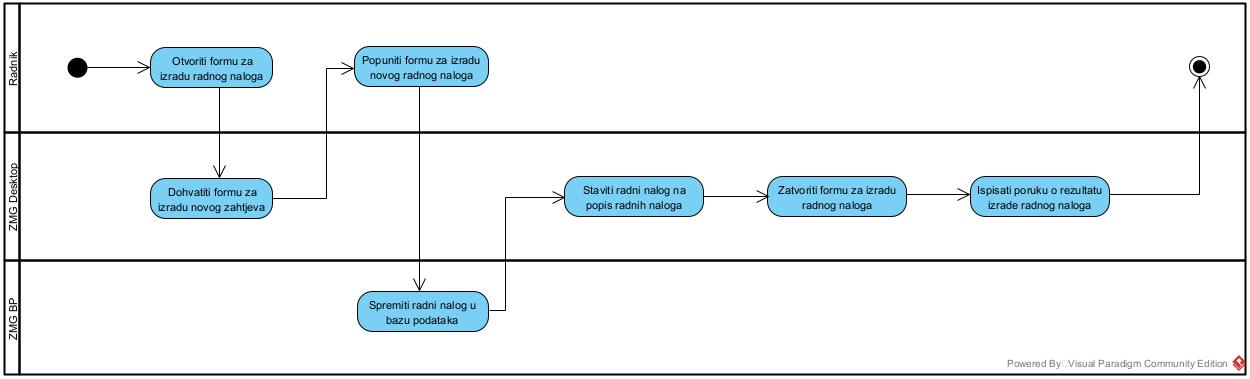 Radnik
Otvoriti formu za
izradu radnog naloga
Popuniti formu za izradu
novog radnog naloga
ZMG Desktop
Dohvatiti formu za
izradu novog zahtjeva
Staviti radni nalog na
popis radnih naloga
Zatvoriti formu za izradu
radnog naloga
Ispisati poruku o rezultatu
izrade radnog naloga
ZMG BP
Spremiti radni nalog u
bazu podataka
Powered By Visual Paradigm Community Edition